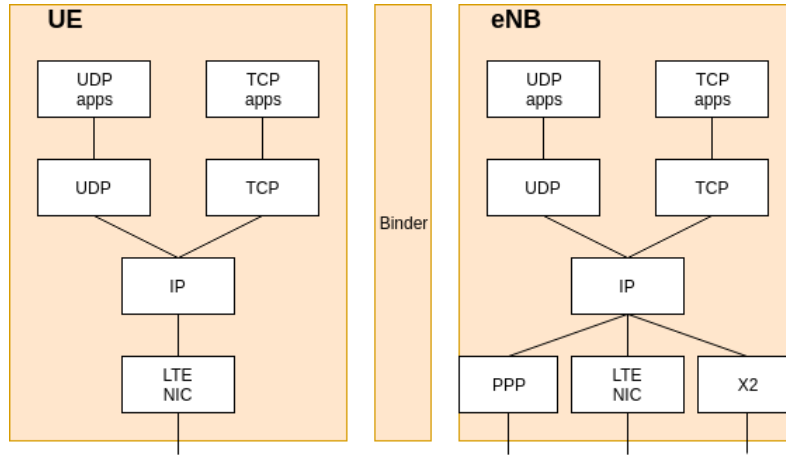 UE
eNB
UDP
apps
TCP
apps
UDP
apps
TCP
apps
UDP
TCP
UDP
TCP
Binder
IP
IP
LTE
NIC
PPP
LTE
NIC
X2